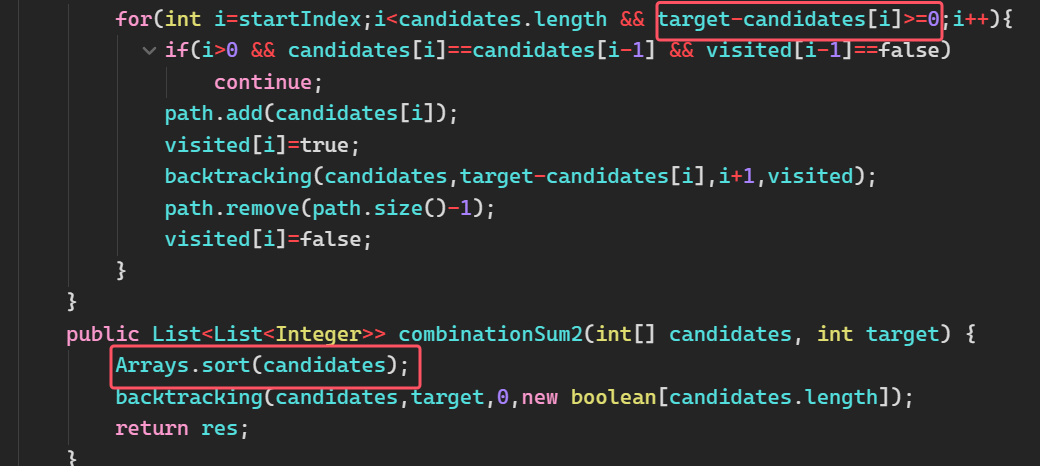 for(int i=startIndex;i<candidates.length && target-candidates[i]>=0;i++){
if(i>0 && candidates[i]==candidates[i-1] && visited[i-1]==false)
continue;
path.add(candidates[i]);
visited[i]=true;
backtracking(candidates,target-candidates[i],i+1,visited);
path.remove(path.size()-1);
visited[i]=false;
}
}
public List<List<Integer>> combinationSum2(int[] candidates, int target) {
Arrays.sort(candidates);
backtracking(candidates,target,0,new boolean[candidates.length]);
return res;
}